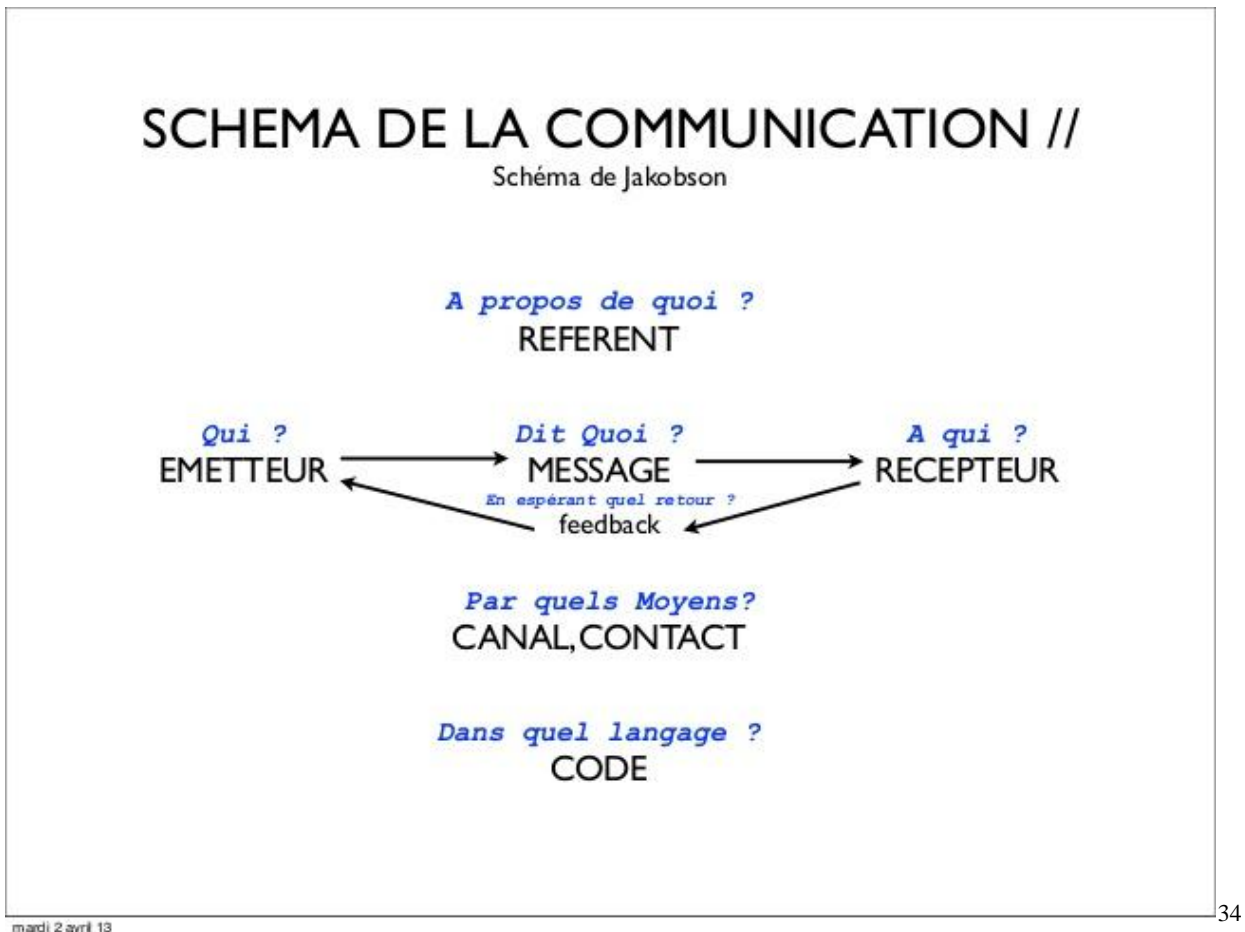 SCHEMA DE LA COMMUNICATION //
Schéma de Jakobson
A propos de quoi ?
REFERENT
Qui ?
EMETTEUR
Dit Quoi ?
MESSAGE
A qui ?
RECEPTEUR
En espérant quel retour ?
feedback
Par quels Moyens?
CANAL, CONTACT
Dans quel langage ?
CODE
34
mardi 2 avril 13